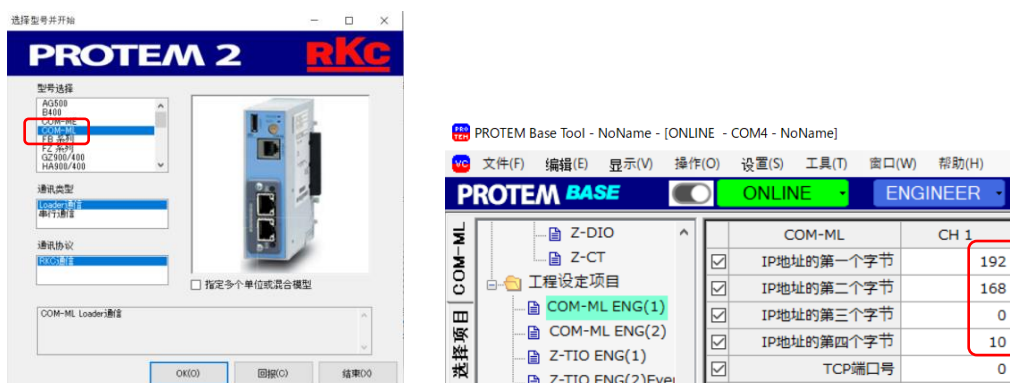 选择型号并开始
PROTEM 2
RKC
型号选择
AG500
B400
COM-ME
COM-ML
FB 系列
FZ 系列
GZ900/400
HA900/400
通讯类型
Loader通信
串行通信
通讯协议
RKC通信
指定多个单位或混合模型
COM-ML Loader通信
OK(O)
回报(C)
结束(X)
PROTEM Base Tool - NoName - [ONLINE - COM4 - NoName]
文件(F) 编辑(E) 显示(V) 操作(O) 设置(S) 工具(T) 窗口(W) 帮助(H)
PROTEM BASE
ONLINE
ENGINEER
COM-ML
选择项目
Z-DIO
Z-CT
工程设定项目
COM-ML ENG(1)
COM-ML ENG(2)
Z-TIO ENG(1)
Z-TIO ENG(2)Eve
COM-ML CH 1
IP地址的第一个字节 192
IP地址的第二个字节 168
IP地址的第三个字节 0
IP地址的第四个字节 10
TCP端口号 0